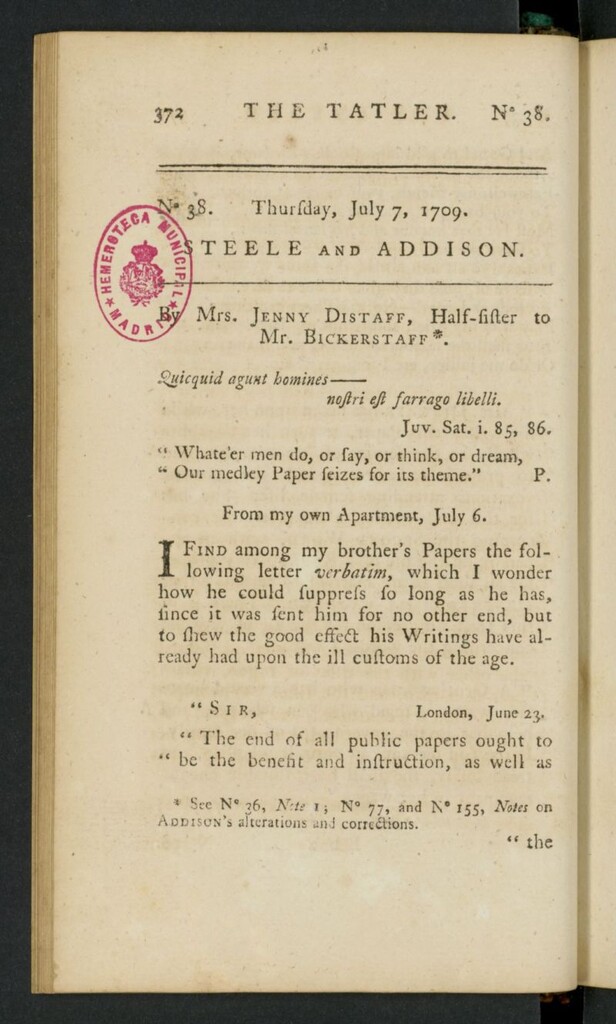 372 THE TATLER. Nº 38.
Nº 38. Thurſday, July 7, 1709.
STEELE AND ADDISON.
HEMEROTECA MUNICIPAL
★ MADRID ★
By Mrs. JENNY DISTAFF, Half-ſiſter to
Mr. BICKERSTAFF *.
Quicquid agunt homines——
noſtri eſt farrago libelli.
JUV. Sat. i. 85, 86.
“ Whate'er men do, or ſay, or think, or dream,
“ Our medley Paper ſeizes for its theme.” P.
From my own Apartment, July 6.
I FIND among my brother's Papers the fol-
lowing letter verbatim, which I wonder
how he could ſuppreſs ſo long as he has,
ſince it was ſent him for no other end, but
to ſhew the good effect his Writings have al-
ready had upon the ill cuſtoms of the age.
“ SIR, London, June 23.
“ The end of all public papers ought to
“ be the benefit and inſtruction, as well as
* See Nº 36, Note 1; Nº 77, and Nº 155, Notes on
ADDISON's alterations and corrections.
“ the